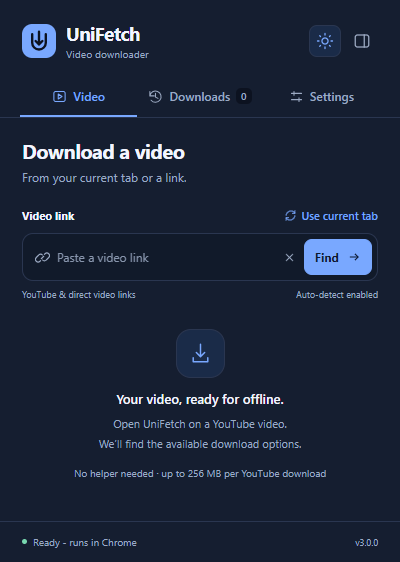 UniFetch
Video downloader
Video
Downloads 0
Settings
Download a video
From your current tab or a link.
Video link
Use current tab
Paste a video link
Find →
YouTube & direct video links
Auto-detect enabled
Your video, ready for offline.
Open UniFetch on a YouTube video.
We'll find the available download options.
No helper needed · up to 256 MB per YouTube download
Ready - runs in Chrome
v3.0.0